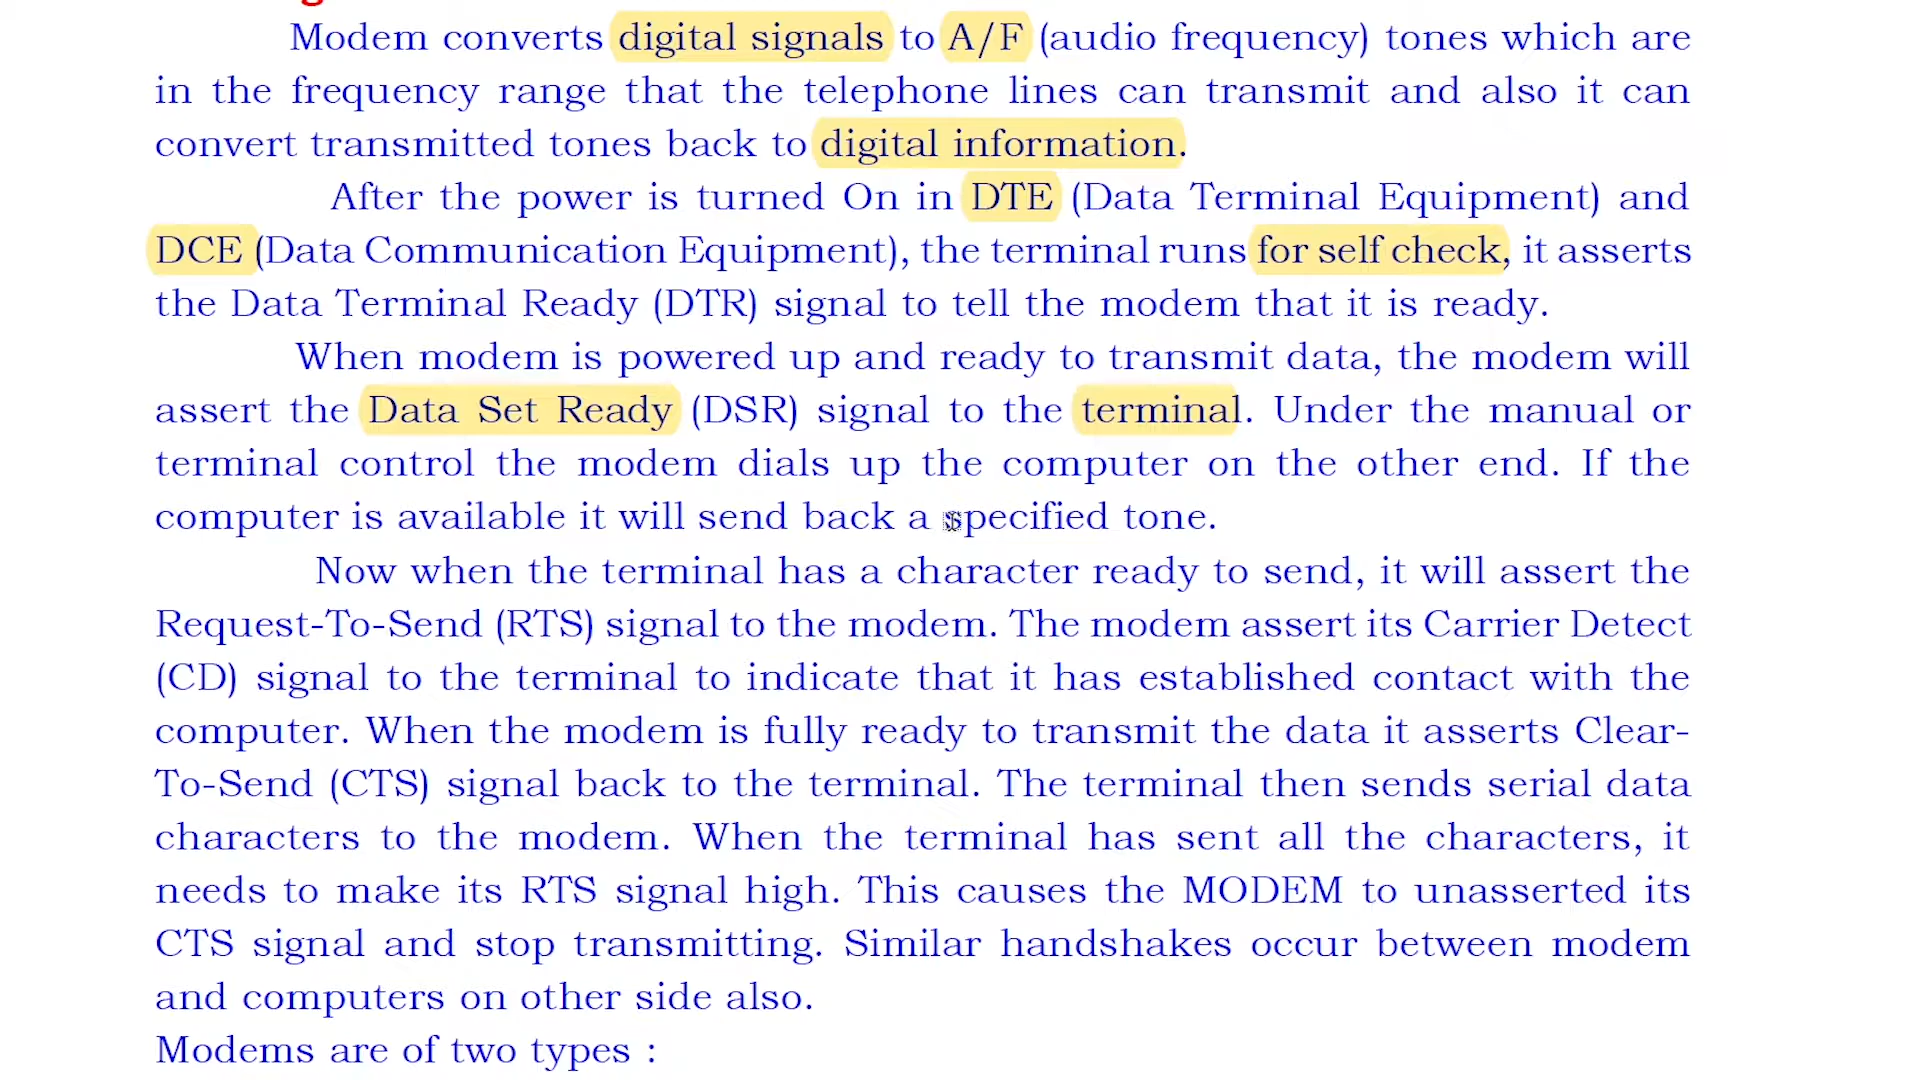 Modem converts digital signals to A/F (audio frequency) tones which are
in the frequency range that the telephone lines can transmit and also it can
convert transmitted tones back to digital information.
After the power is turned On in DTE (Data Terminal Equipment) and
DCE (Data Communication Equipment), the terminal runs for self check, it asserts
the Data Terminal Ready (DTR) signal to tell the modem that it is ready.
When modem is powered up and ready to transmit data, the modem will
assert the Data Set Ready (DSR) signal to the terminal. Under the manual or
terminal control the modem dials up the computer on the other end. If the
computer is available it will send back a specified tone.
Now when the terminal has a character ready to send, it will assert the
Request-To-Send (RTS) signal to the modem. The modem assert its Carrier Detect
(CD) signal to the terminal to indicate that it has established contact with the
computer. When the modem is fully ready to transmit the data it asserts Clear-
To-Send (CTS) signal back to the terminal. The terminal then sends serial data
characters to the modem. When the terminal has sent all the characters, it
needs to make its RTS signal high. This causes the MODEM to unasserted its
CTS signal and stop transmitting. Similar handshakes occur between modem
and computers on other side also.
Modems are of two types :